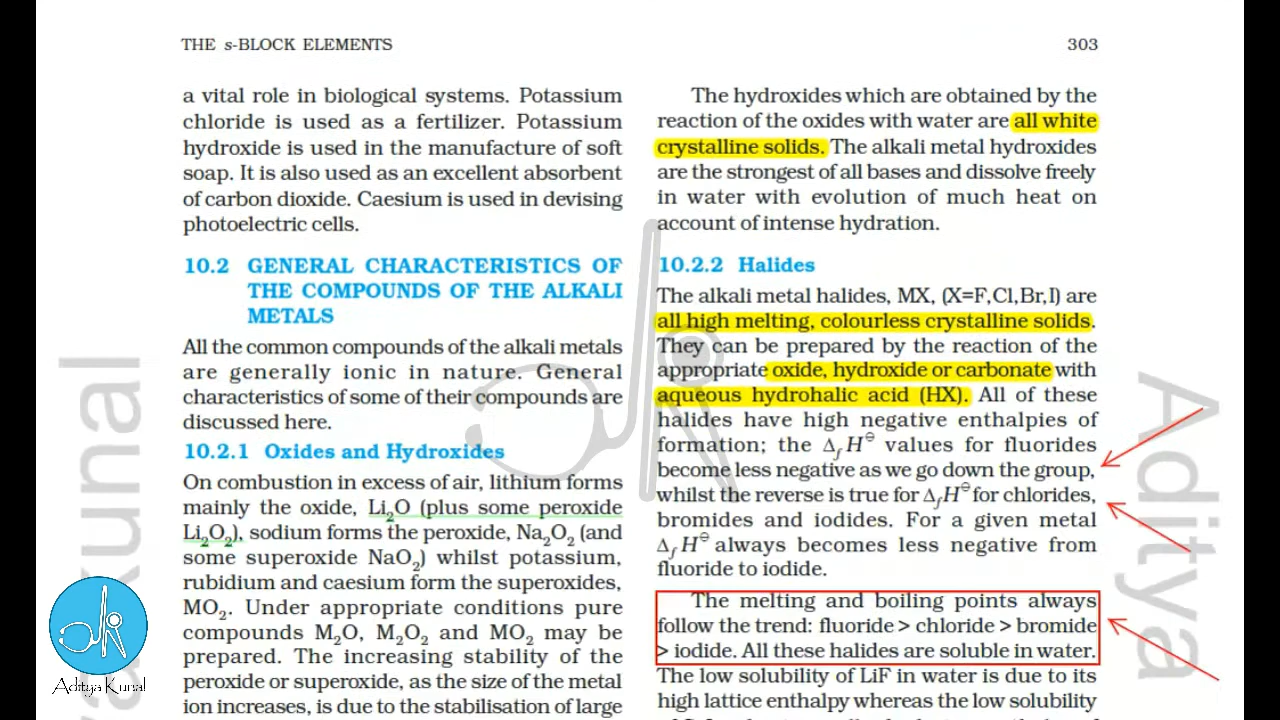 THE s-BLOCK ELEMENTS
303
a vital role in biological systems. Potassium
chloride is used as a fertilizer. Potassium
hydroxide is used in the manufacture of soft
soap. It is also used as an excellent absorbent
of carbon dioxide. Caesium is used in devising
photoelectric cells.
10.2 GENERAL CHARACTERISTICS OF
THE COMPOUNDS OF THE ALKALI
METALS
All the common compounds of the alkali metals
are generally ionic in nature. General
characteristics of some of their compounds are
discussed here.
10.2.1 Oxides and Hydroxides
On combustion in excess of air, lithium forms
mainly the oxide, Li₂O (plus some peroxide
Li₂O₂), sodium forms the peroxide, Na₂O₂ (and
some superoxide NaO₂) whilst potassium,
rubidium and caesium form the superoxides,
MO₂. Under appropriate conditions pure
compounds M₂O, M₂O₂ and MO₂ may be
prepared. The increasing stability of the
peroxide or superoxide, as the size of the metal
ion increases, is due to the stabilisation of large
The hydroxides which are obtained by the
reaction of the oxides with water are all white
crystalline solids. The alkali metal hydroxides
are the strongest of all bases and dissolve freely
in water with evolution of much heat on
account of intense hydration.
10.2.2 Halides
The alkali metal halides, MX, (X=F,Cl,Br,I) are
all high melting, colourless crystalline solids.
They can be prepared by the reaction of the
appropriate oxide, hydroxide or carbonate with
aqueous hydrohalic acid (HX). All of these
halides have high negative enthalpies of
formation; the Δf H⊖ values for fluorides
become less negative as we go down the group,
whilst the reverse is true for Δf H⊖ for chlorides,
bromides and iodides. For a given metal
Δf H⊖ always becomes less negative from
fluoride to iodide.
The melting and boiling points always
follow the trend: fluoride > chloride > bromide
> iodide. All these halides are soluble in water.
The low solubility of LiF in water is due to its
high lattice enthalpy whereas the low solubility
Aditya Kunal
akunal
Aditya